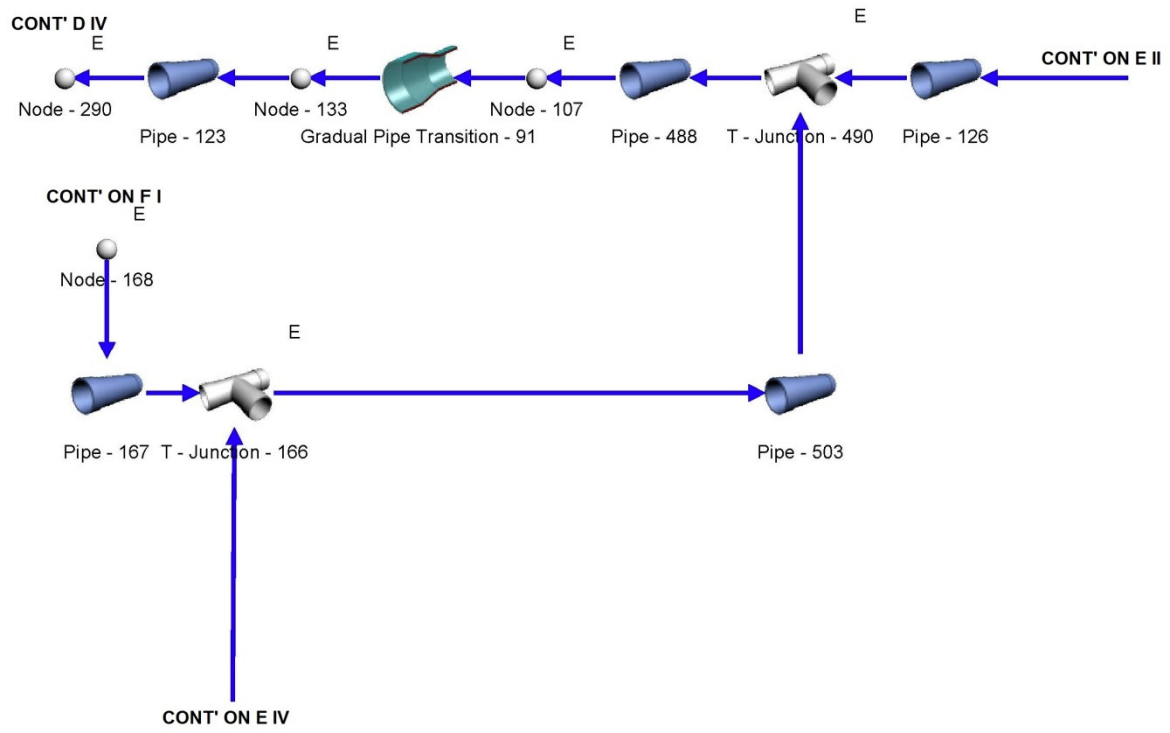 CONT' D IV
E
E
E
E
CONT' ON E II
Node - 290
Node - 133
Node - 107
Pipe - 123
Gradual Pipe Transition - 91
Pipe - 488
T - Junction - 490
Pipe - 126
CONT' ON F I
E
Node - 168
E
Pipe - 167
T - Junction - 166
Pipe - 503
CONT' ON E IV